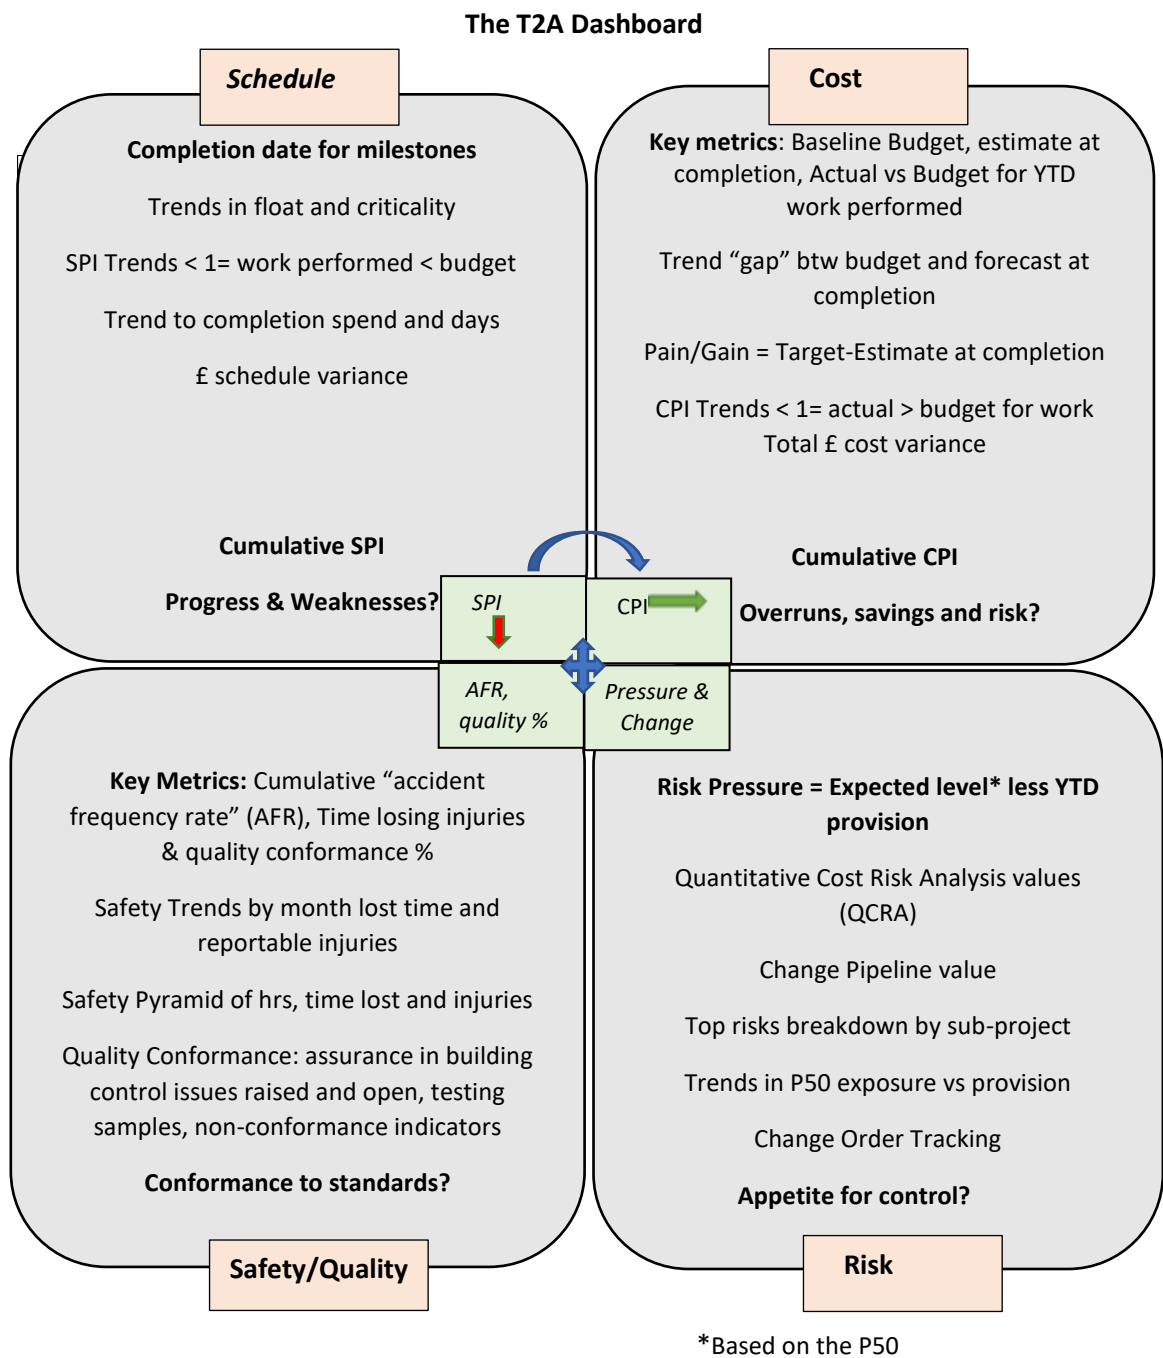 The T2A Dashboard
Schedule
Completion date for milestones
Trends in float and criticality
SPI Trends < 1= work performed < budget
Trend to completion spend and days
£ schedule variance
Cumulative SPI
Progress & Weaknesses?
Cost
Key metrics: Baseline Budget, estimate at
completion, Actual vs Budget for YTD
work performed
Trend “gap” btw budget and forecast at
completion
Pain/Gain = Target-Estimate at completion
CPI Trends < 1= actual > budget for work
Total £ cost variance
Cumulative CPI
Overruns, savings and risk?
SPI
CPI
AFR,
quality %
Pressure &
Change
Key Metrics: Cumulative “accident
frequency rate” (AFR), Time losing injuries
& quality conformance %
Safety Trends by month lost time and
reportable injuries
Safety Pyramid of hrs, time lost and injuries
Quality Conformance: assurance in building
control issues raised and open, testing
samples, non-conformance indicators
Conformance to standards?
Safety/Quality
Risk Pressure = Expected level* less YTD
provision
Quantitative Cost Risk Analysis values
(QCRA)
Change Pipeline value
Top risks breakdown by sub-project
Trends in P50 exposure vs provision
Change Order Tracking
Appetite for control?
Risk
*Based on the P50